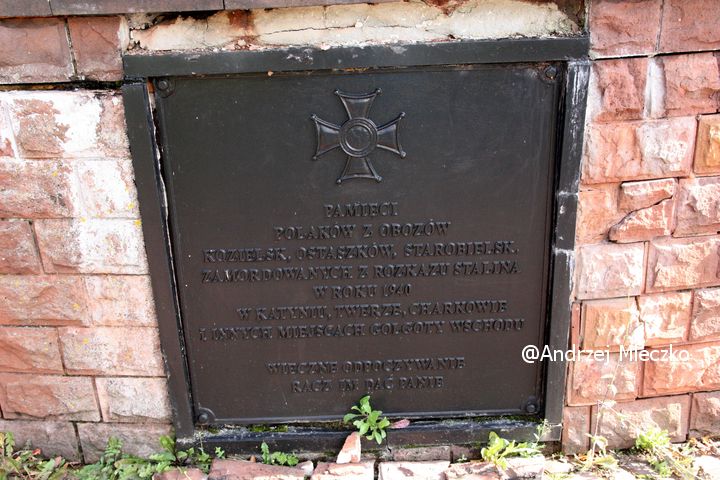 PAMIĘCI
POLAKÓW Z OBOZÓW
KOZIELSK, OSTASZKÓW, STAROBIELSK.
ZAMORDOWANYCH Z ROZKAZU STALINA
W ROKU 1940
W KATYNIU, TWERZE, CHARKOWIE
I INNYCH MIEJSCACH GOLGOTY WSCHODU
WIECZNE ODPOCZYWANIE
RACZ IM DAĆ PANIE
@Andrzej Mieczko